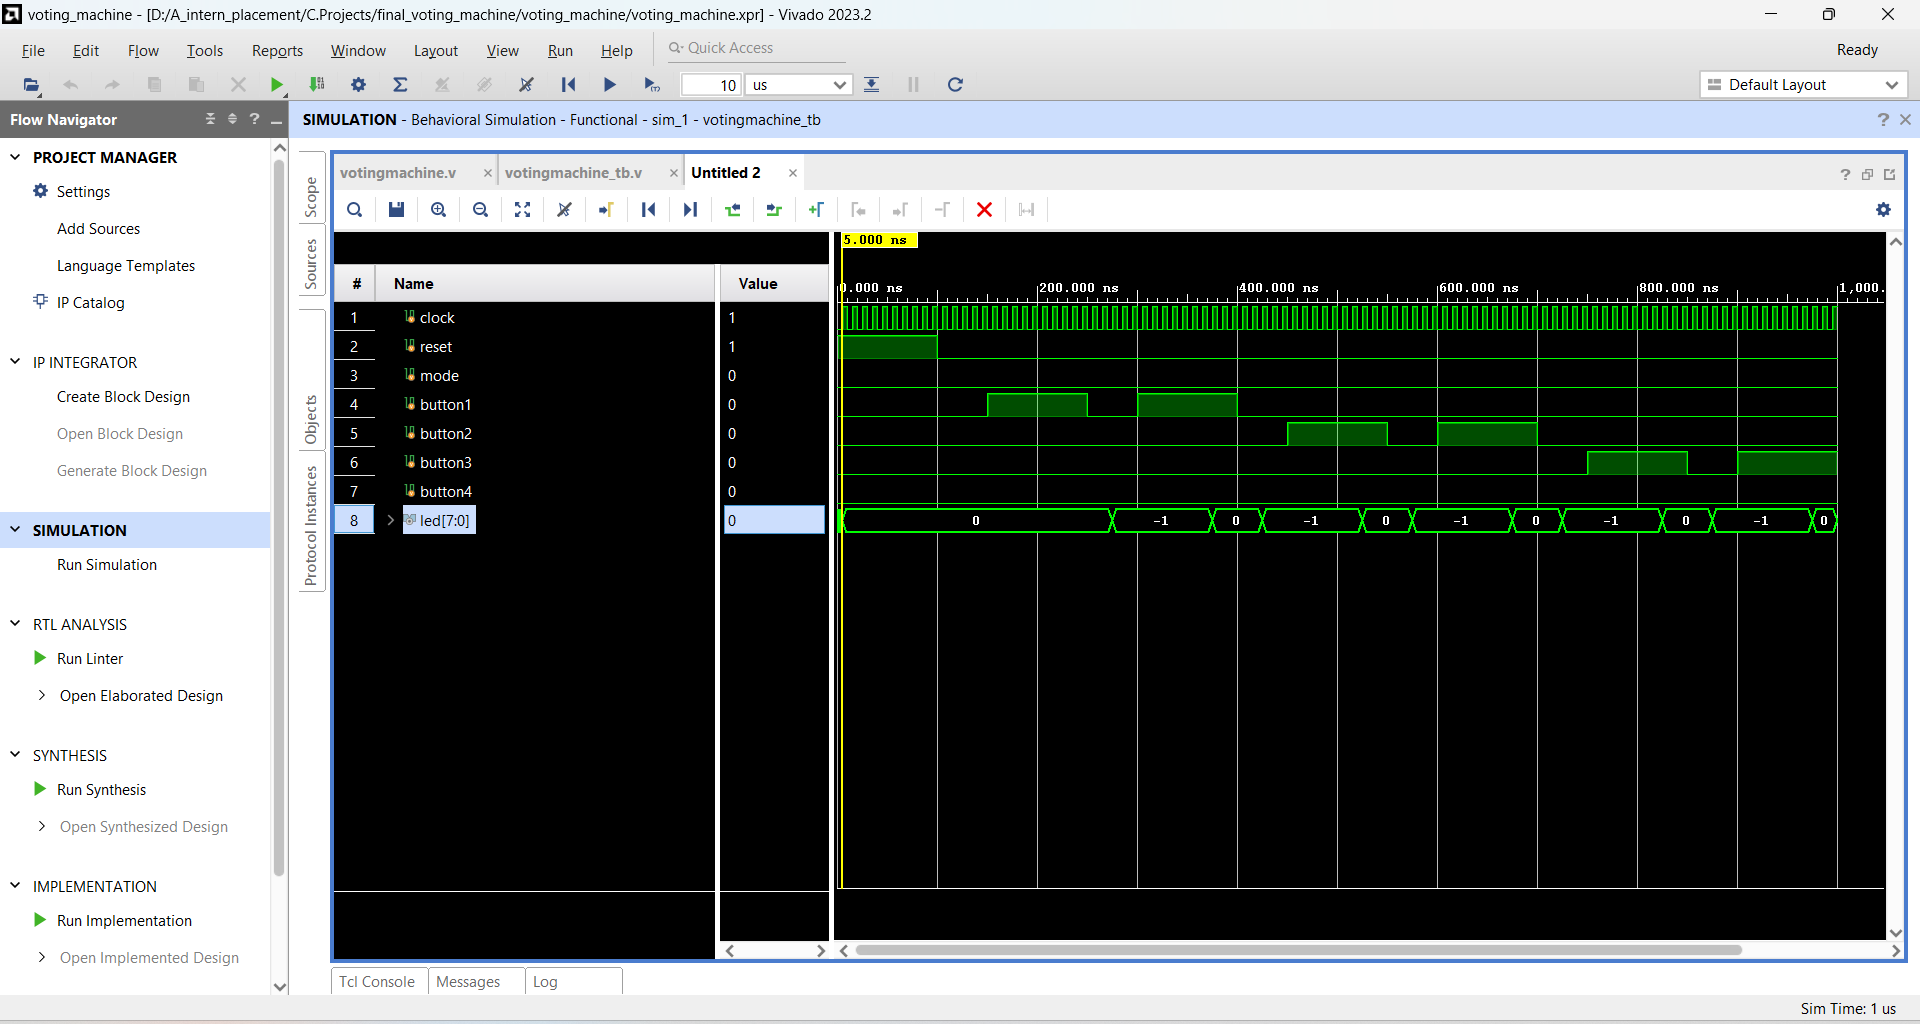 voting_machine - [D:/A_intern_placement/C.Projects/final_voting_machine/voting_machine/voting_machine.xpr] - Vivado 2023.2
File Edit Flow Tools Reports Window Layout View Run Help Quick Access Ready
10 us Default Layout
Flow Navigator
PROJECT MANAGER
Settings
Add Sources
Language Templates
IP Catalog
IP INTEGRATOR
Create Block Design
Open Block Design
Generate Block Design
SIMULATION
Run Simulation
RTL ANALYSIS
Run Linter
Open Elaborated Design
SYNTHESIS
Run Synthesis
Open Synthesized Design
IMPLEMENTATION
Run Implementation
Open Implemented Design
SIMULATION - Behavioral Simulation - Functional - sim_1 - votingmachine_tb
Scope
Sources
Objects
Protocol Instances
votingmachine.v votingmachine_tb.v Untitled 2
5.000 ns
# Name Value
0.000 ns 200.000 ns 400.000 ns 600.000 ns 800.000 ns 1,000.
1 clock 1
2 reset 1
3 mode 0
4 button1 0
5 button2 0
6 button3 0
7 button4 0
8 led[7:0] 0 0 -1 0 -1 0 -1 0 -1 0 -1 0
Tcl Console Messages Log
Sim Time: 1 us